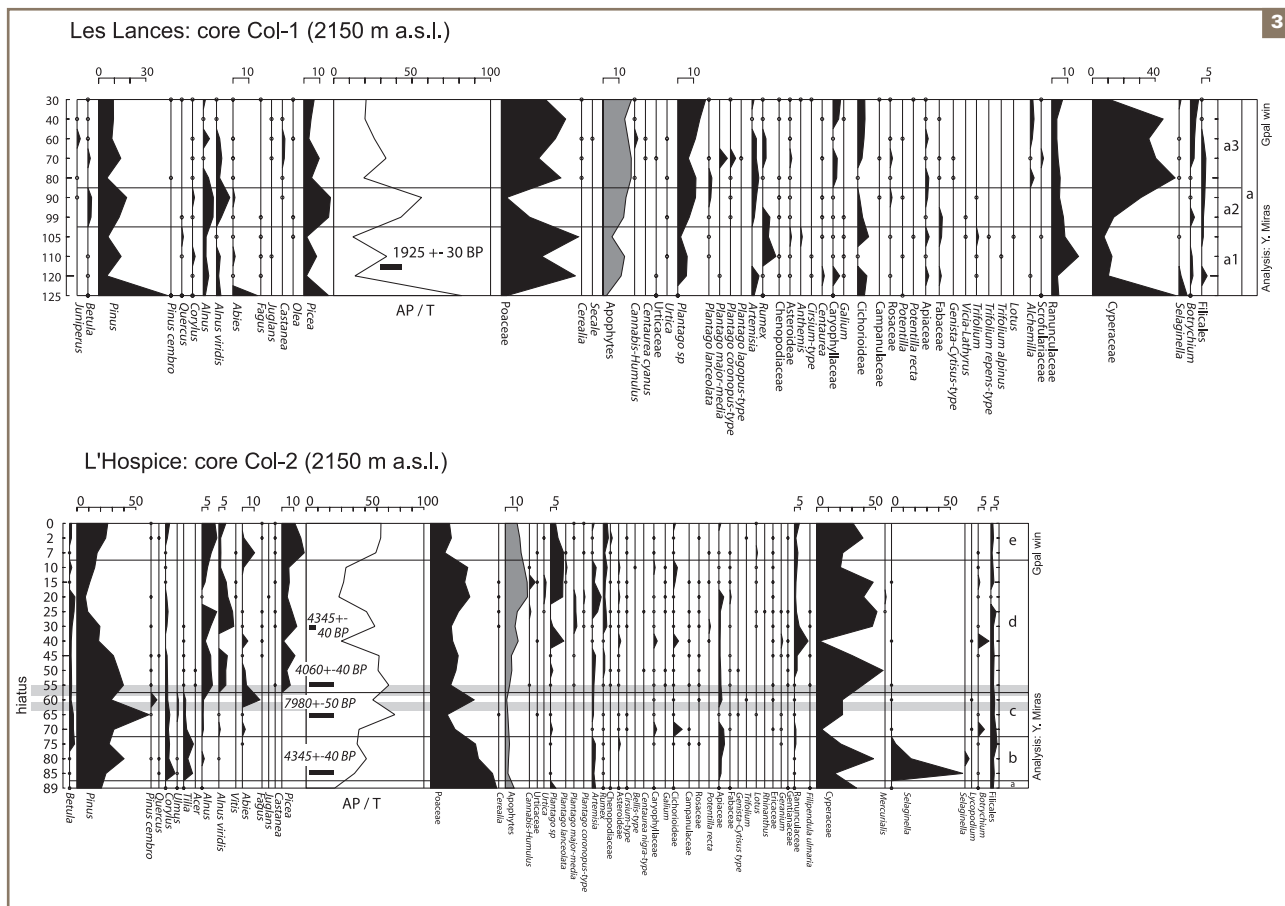 3
Les Lances: core Col-1 (2150 m a.s.l.)
0 30 10 10 0 50 100 10 10 10 0 40 5
30
40
60
70
80
90
99
105
110
120
125
1925 +- 30 BP
Gpal win
Analysis: Y, Miras
a3
a2
a1
a
Juniperus
Betula
Pinus
Pinus cembro
Quercus
Corylus
Alnus
Alnus viridis
Abies
Fagus
Juglans
Castanea
Olea
Picea
AP / T
Poaceae
Cerealia
Secale
Apophytes
Cannabis-Humulus
Centaurea cyanus
Urticaceae
Urtica
Plantago sp
Plantago lanceolata
Plantago major-media
Plantago coronopus-type
Plantago lagopus-type
Artemisia
Rumex
Chenopodiaceae
Asteroideae
Anthemis
Cirsium-type
Centaurea
Caryophyllaceae
Galium
Cichorioideae
Campanulaceae
Rosaceae
Potentilla
Potentilla recta
Apiaceae
Fabaceae
Genista-Cytisus-type
Vicia-Lathyrus
Trifolium
Trifolium repens-type
Trifolium alpinus
Lotus
Alchemilla
Scrofulariaceae
Ranunculaceae
Cyperaceae
Selaginella
Botrychium
Filicales
L'Hospice: core Col-2 (2150 m a.s.l.)
0 50 5 5 10 10 0 50 100 10 5 5 0 50 0 50 5 5
0
2
5
10
15
20
25
30
40
45
50
55
60
65
70
75
80
85
89
hiatus
4345+-
40 BP
4060+-40 BP
7980+-50 BP
4345+-40 BP
Gpal win
Analysis: Y, Miras
e
d
c
b
a
Betula
Pinus
Pinus cembro
Quercus
Corylus
Ulmus
Tilia
Acer
Alnus
Alnus viridis
Vitis
Abies
Fagus
Juglans
Castanea
Picea
AP / T
Poaceae
Cerealia
Apophytes
Cannabis-Humulus
Urticaceae
Urtica
Plantago sp
Plantago lanceolata
Plantago major-media
Plantago coronopus-type
Artemisia
Rumex
Chenopodiaceae
Asteroideae
Cirsium-type
Bellis-type
Centaurea nigra-type
Caryophyllaceae
Galium
Cichorioideae
Campanulaceae
Rosaceae
Potentilla recta
Apiaceae
Fabaceae
Genista-Cytisus type
Trifolium
Lotus
Rhinanthus
Ericaceae
Geranium
Gentianaceae
Ranunculaceae
Filipendula ulmaria
Cyperaceae
Mercurialis
Selaginella
Selaginella
Lycopodium
Botrychium
Filicales